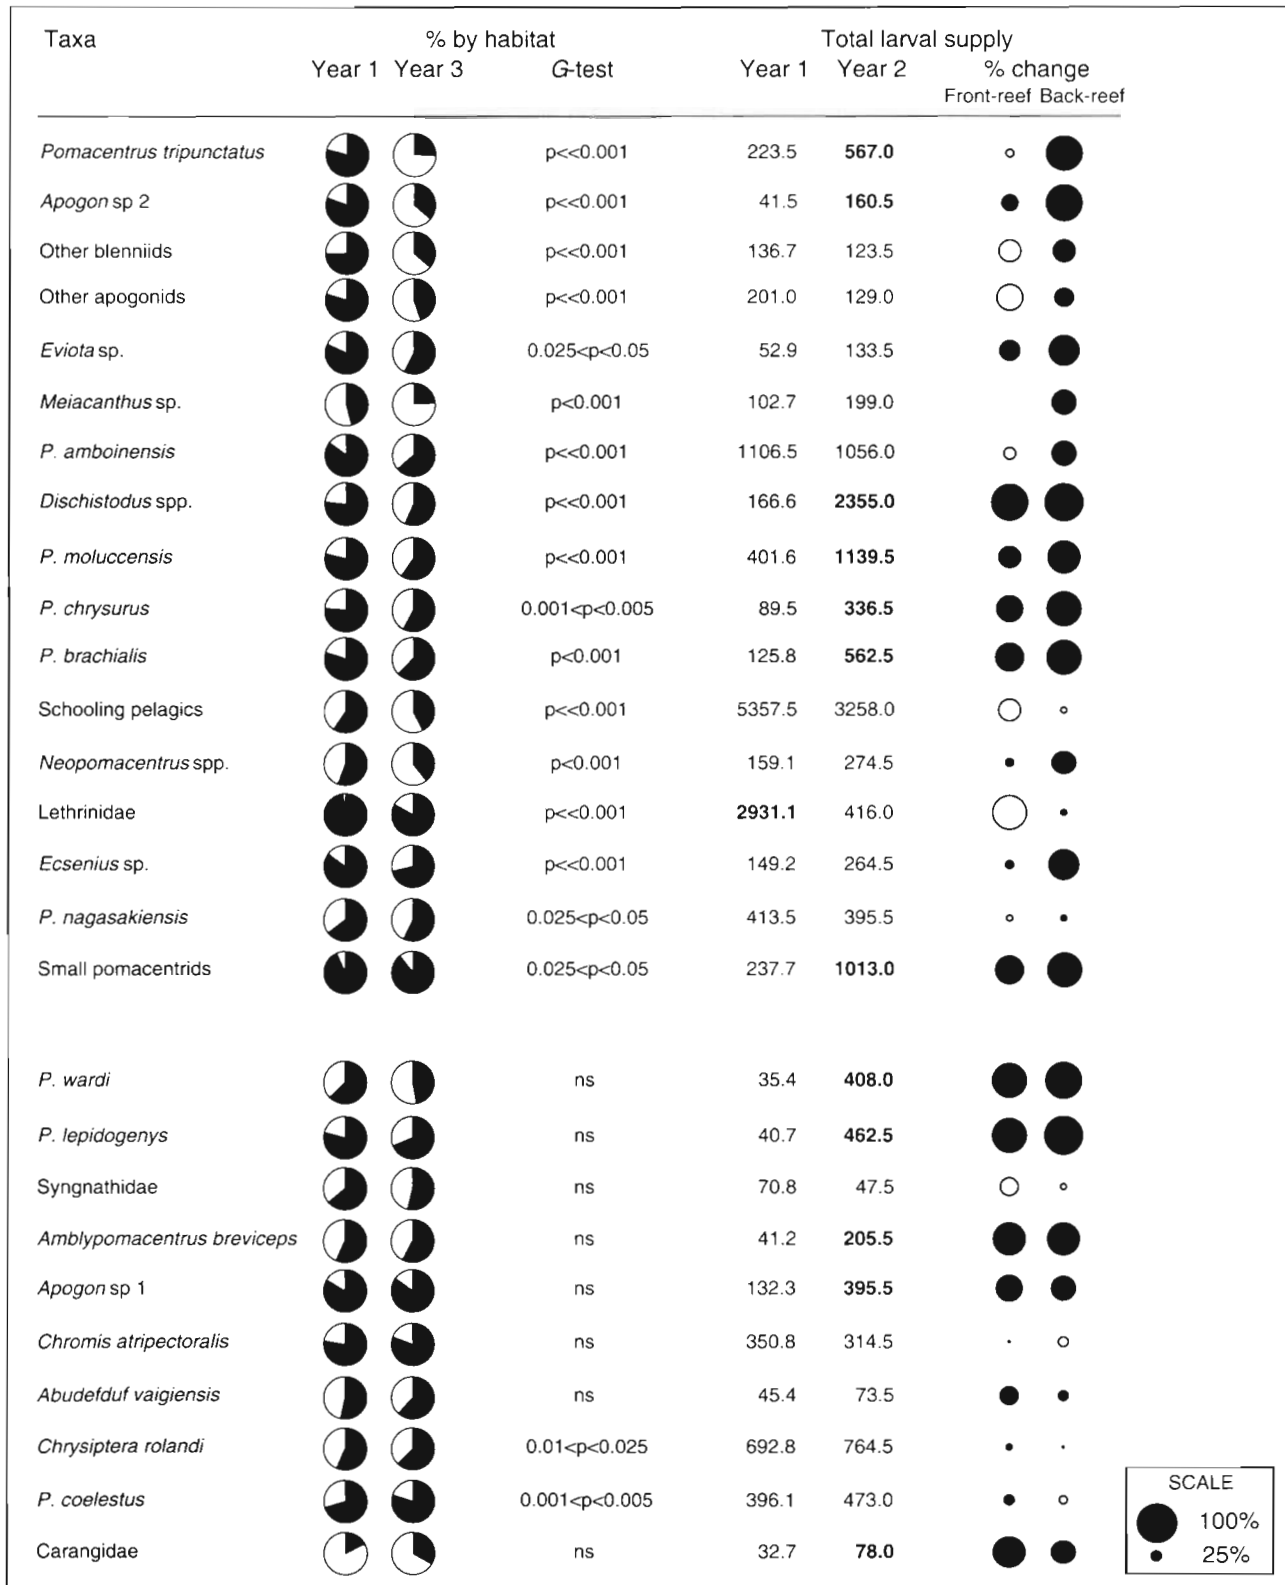 Taxa % by habitat Total larval supply
Year 1 Year 3 G-test Year 1 Year 2 % change
Front-reef Back-reef
Pomacentrus tripunctatus p<<0.001 223.5 567.0
Apogon sp 2 p<<0.001 41.5 160.5
Other blenniids p<<0.001 136.7 123.5
Other apogonids p<<0.001 201.0 129.0
Eviota sp. 0.025<p<0.05 52.9 133.5
Meiacanthus sp. p<0.001 102.7 199.0
P. amboinensis p<<0.001 1106.5 1056.0
Dischistodus spp. p<<0.001 166.6 2355.0
P. moluccensis p<<0.001 401.6 1139.5
P. chrysurus 0.001<p<0.005 89.5 336.5
P. brachialis p<0.001 125.8 562.5
Schooling pelagics p<<0.001 5357.5 3258.0
Neopomacentrus spp. p<0.001 159.1 274.5
Lethrinidae p<<0.001 2931.1 416.0
Ecsenius sp. p<<0.001 149.2 264.5
P. nagasakiensis 0.025<p<0.05 413.5 395.5
Small pomacentrids 0.025<p<0.05 237.7 1013.0
P. wardi ns 35.4 408.0
P. lepidogenys ns 40.7 462.5
Syngnathidae ns 70.8 47.5
Amblypomacentrus breviceps ns 41.2 205.5
Apogon sp 1 ns 132.3 395.5
Chromis atripectoralis ns 350.8 314.5
Abudefduf vaigiensis ns 45.4 73.5
Chrysiptera rolandi 0.01<p<0.025 692.8 764.5
P. coelestus 0.001<p<0.005 396.1 473.0
Carangidae ns 32.7 78.0
SCALE
100%
25%